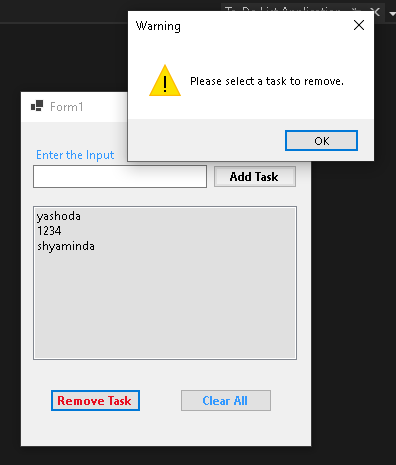 To-Do List Application
Warning
Please select a task to remove.
OK
Form1
Enter the Input
Add Task
yashoda
1234
shyaminda
Remove Task
Clear All